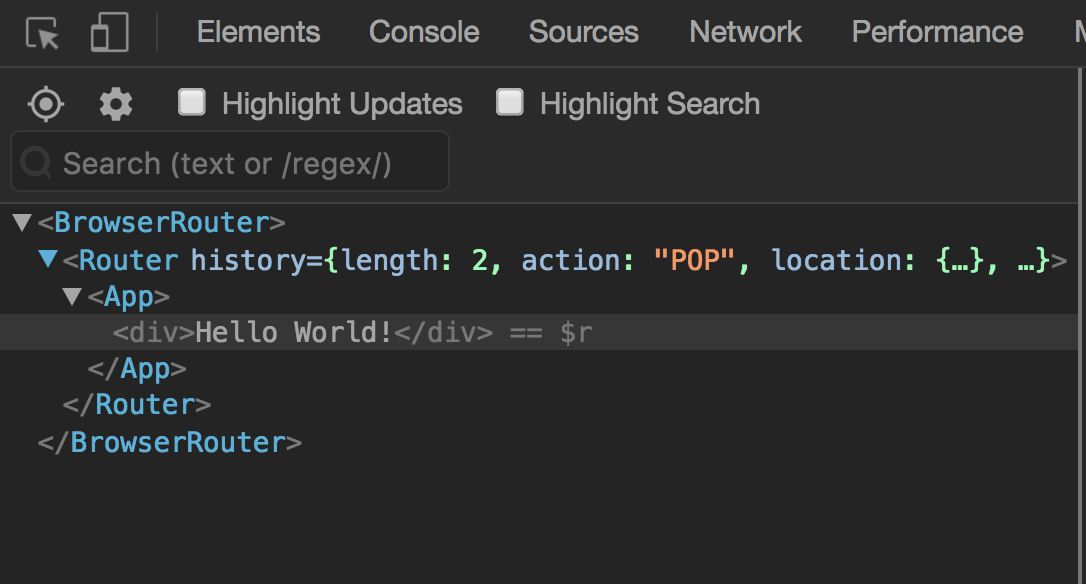 Elements Console Sources Network Performance
Highlight Updates Highlight Search
Search (text or /regex/)
<BrowserRouter>
<Router history={length: 2, action: "POP", location: {…}, …}>
<App>
<div>Hello World!</div> == $r
</App>
</Router>
</BrowserRouter>